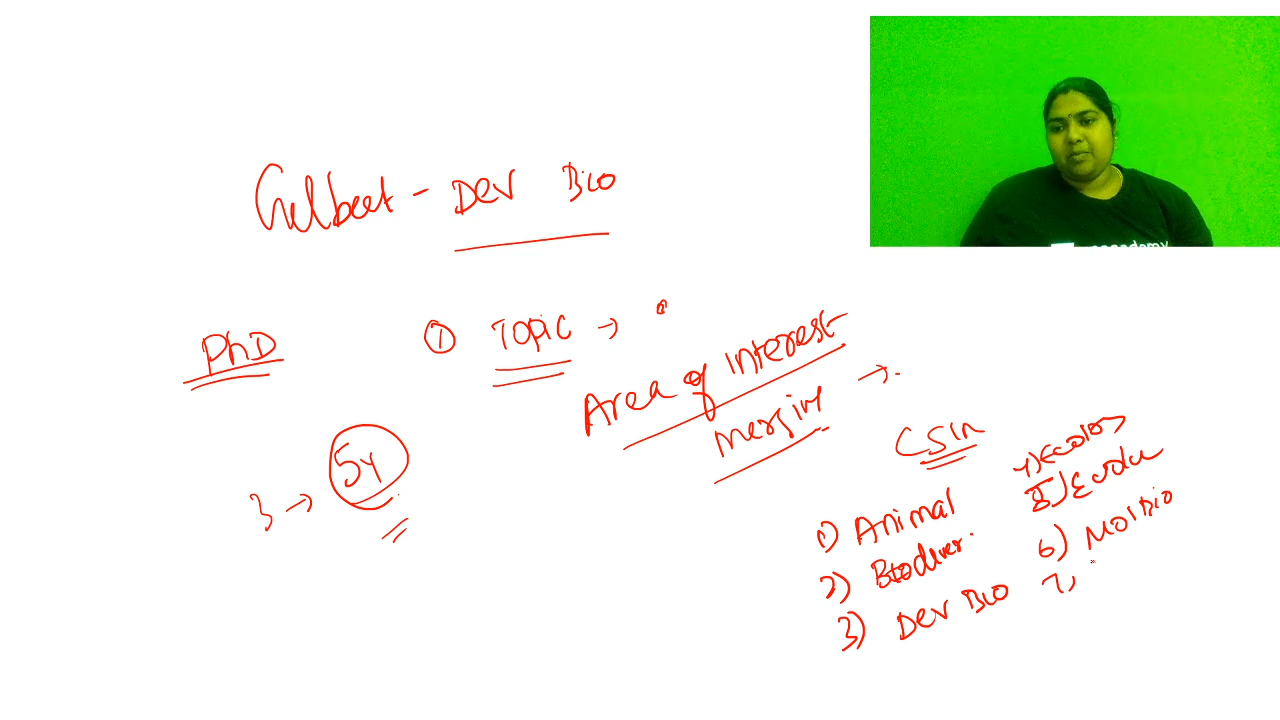 Gilbert - Dev Bio
PhD
① Topic →
Area of Interest
Merging →
3 → 5y
CSIR
1) Animal
2) Biodiver.
3) Dev Bio
4) Ecology
5) Evolu
6) Mol Bio
7)